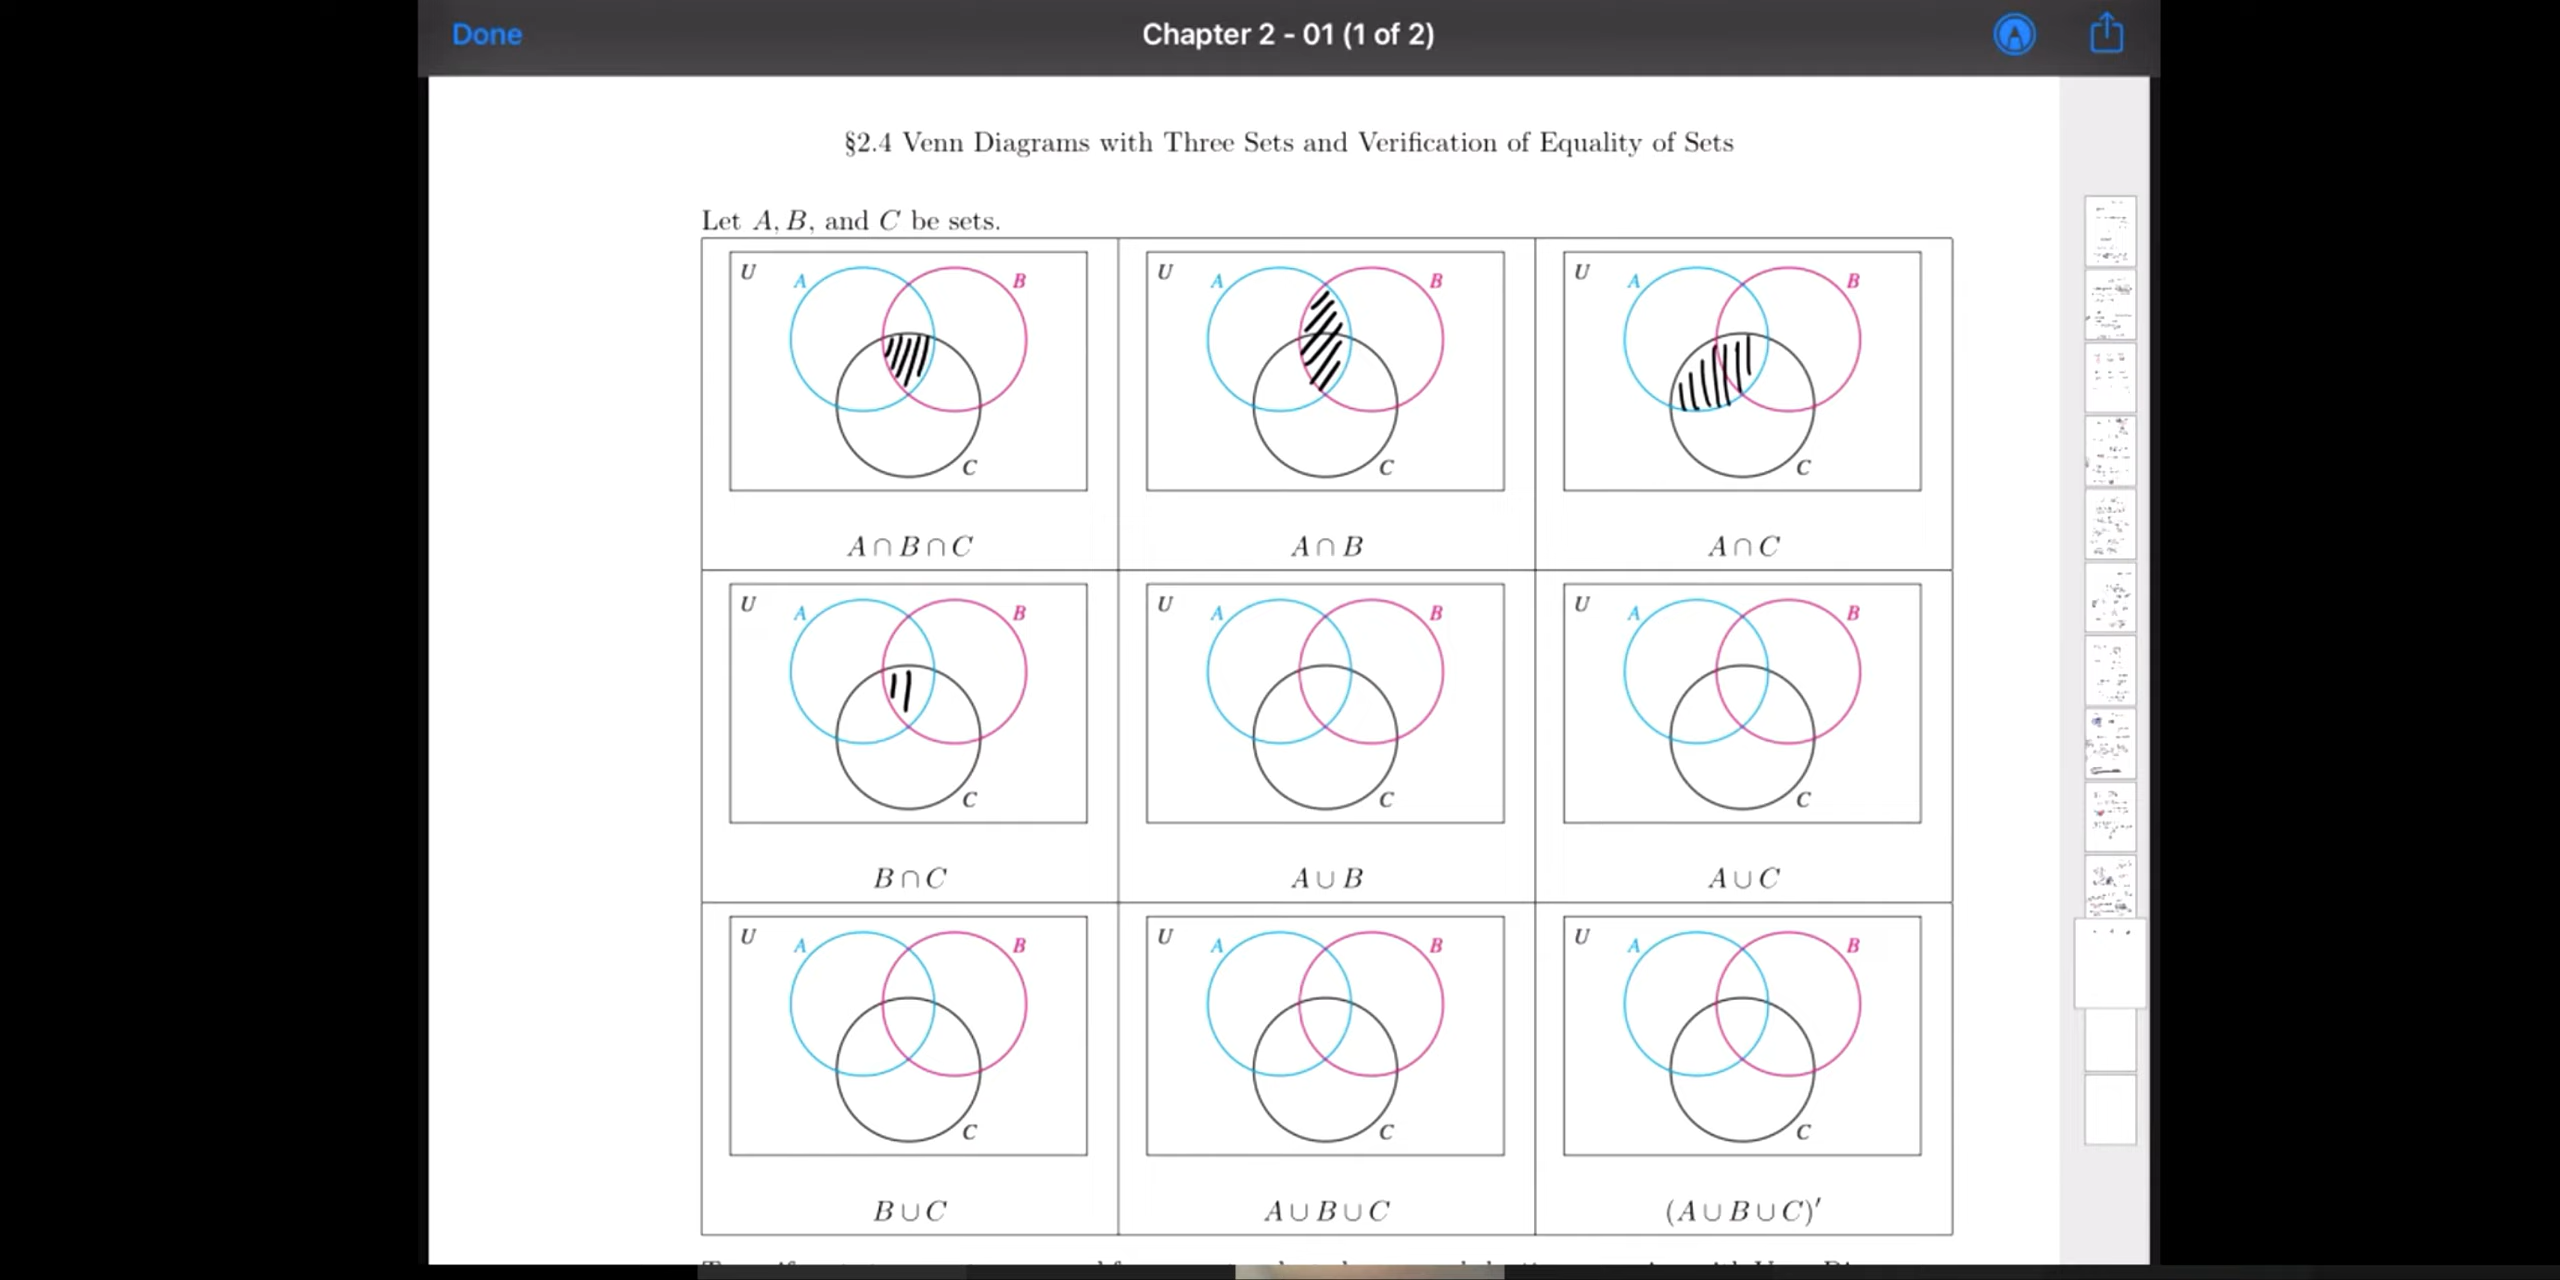 Done
Chapter 2 - 01 (1 of 2)
§2.4 Venn Diagrams with Three Sets and Verification of Equality of Sets
Let A, B, and C be sets.
U A B C
U A B C
U A B C
A ∩ B ∩ C
A ∩ B
A ∩ C
U A B C
U A B C
U A B C
B ∩ C
A ∪ B
A ∪ C
U A B C
U A B C
U A B C
B ∪ C
A ∪ B ∪ C
(A ∪ B ∪ C)′